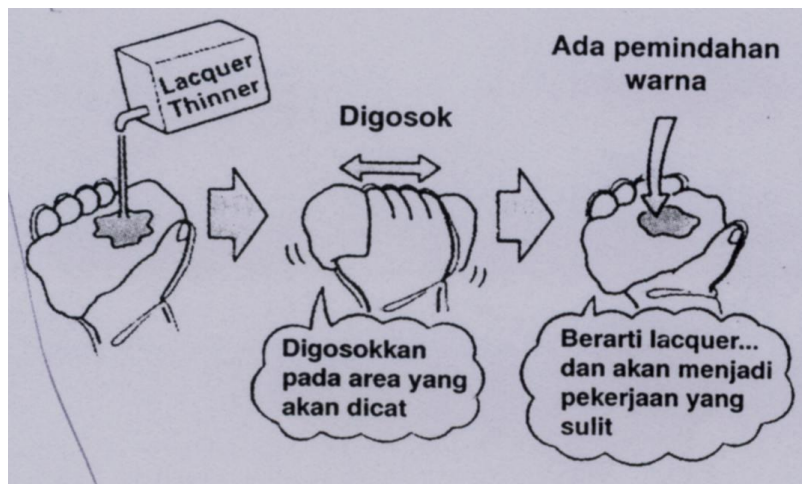 Lacquer
Thinner
Digosok
Ada pemindahan
warna
Digosokkan
pada area yang
akan dicat
Berarti lacquer...
dan akan menjadi
pekerjaan yang
sulit